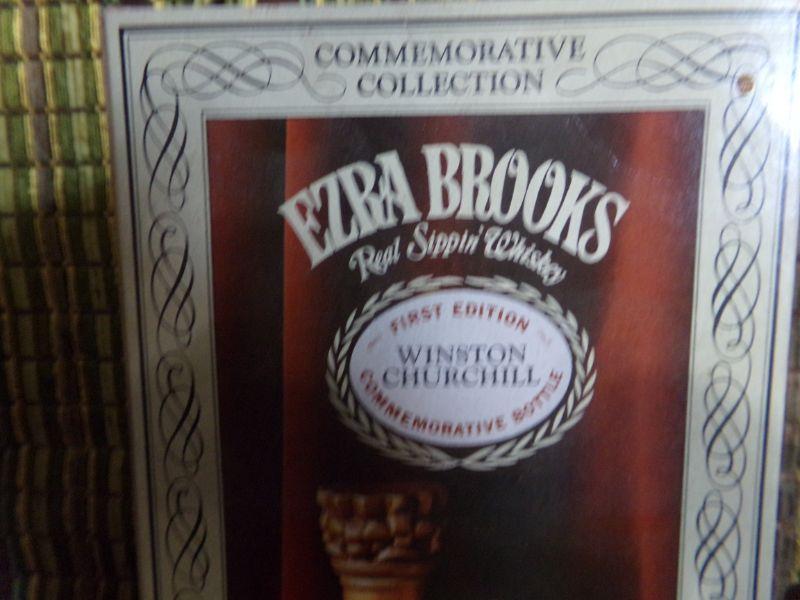 COMMEMORATIVE
COLLECTION
EZRA BROOKS
Real Sippin' Whiskey
FIRST EDITION
WINSTON
CHURCHILL
COMMEMORATIVE BOTTLE